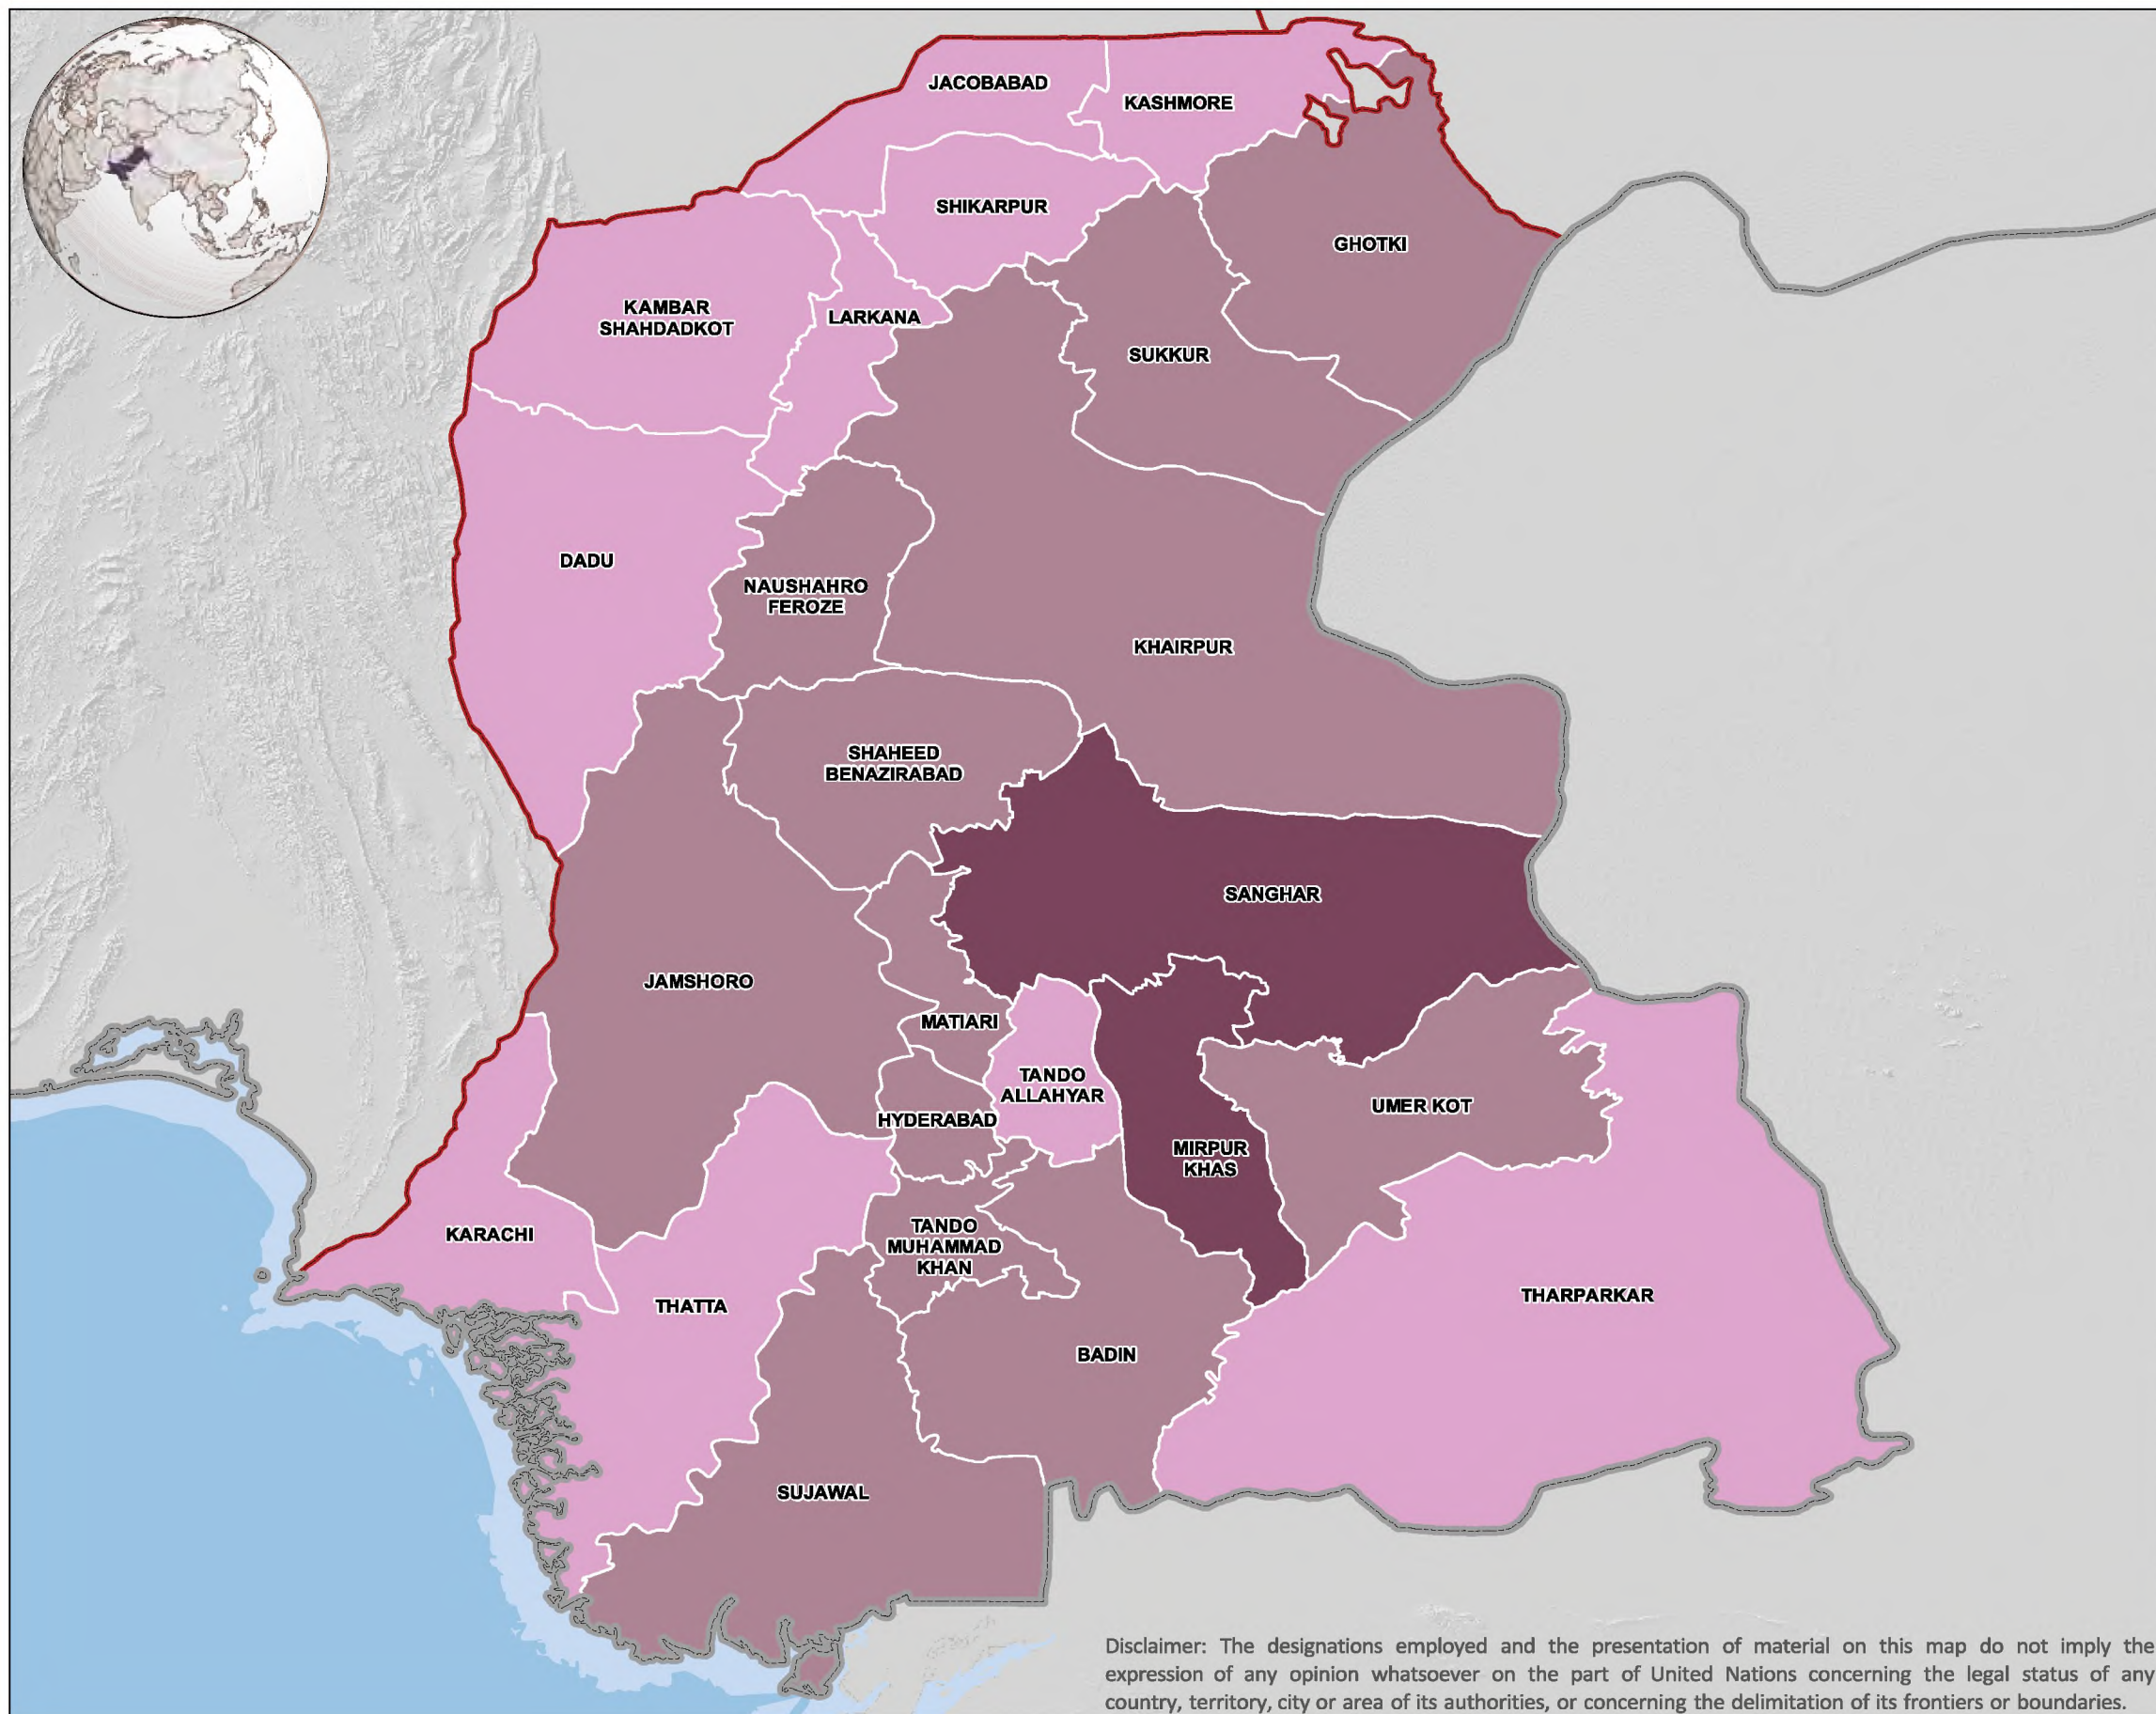 JACOBABAD
KASHMORE
SHIKARPUR
GHOTKI
KAMBAR
SHAHDADKOT
LARKANA
SUKKUR
DADU
NAUSHAHRO
FEROZE
KHAIRPUR
SHAHEED
BENAZIRABAD
SANGHAR
JAMSHORO
MATIARI
TANDO
ALLAHYAR
UMER KOT
HYDERABAD
MIRPUR
KHAS
KARACHI
TANDO
MUHAMMAD
KHAN
THATTA
THARPARKAR
BADIN
SUJAWAL
Disclaimer: The designations employed and the presentation of material on this map do not imply the
expression of any opinion whatsoever on the part of United Nations concerning the legal status of any
country, territory, city or area of its authorities, or concerning the delimitation of its frontiers or boundaries.